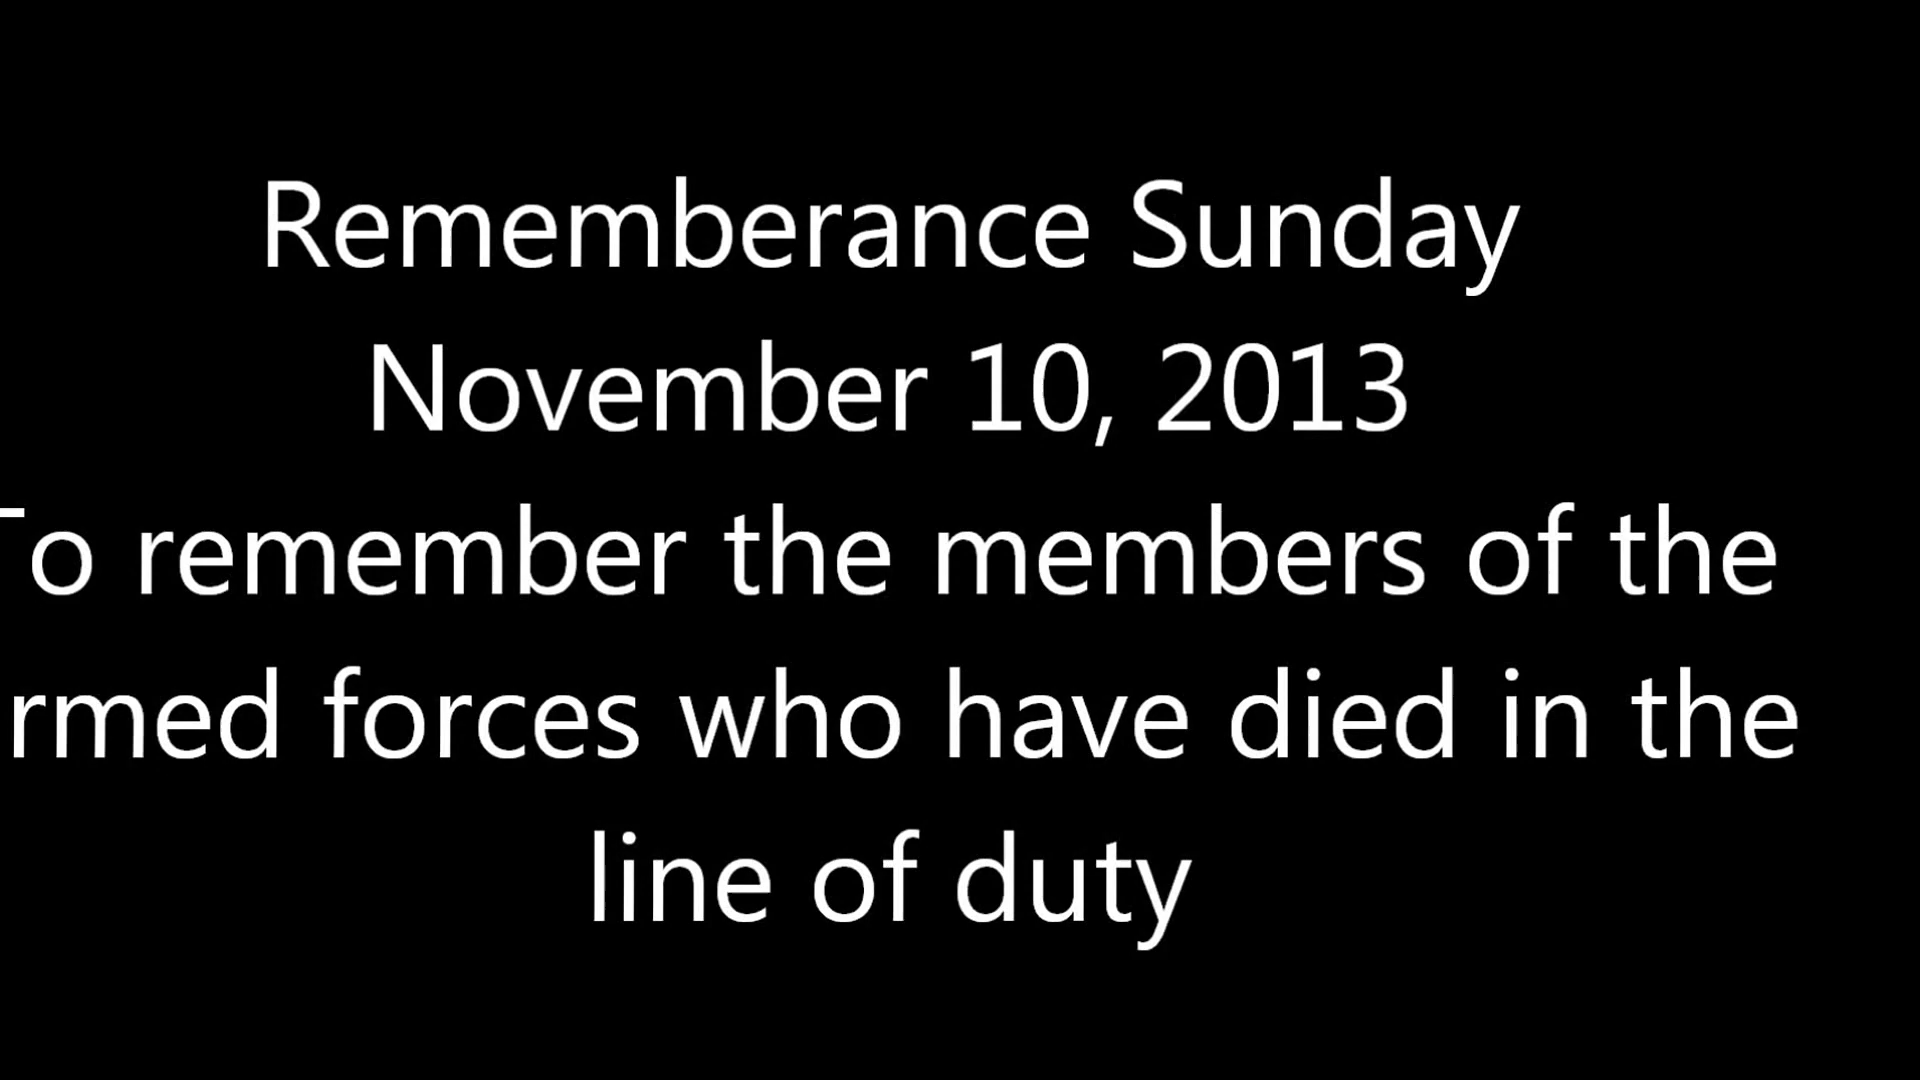 Rememberance Sunday
November 10, 2013
To remember the members of the
rmed forces who have died in the
line of duty